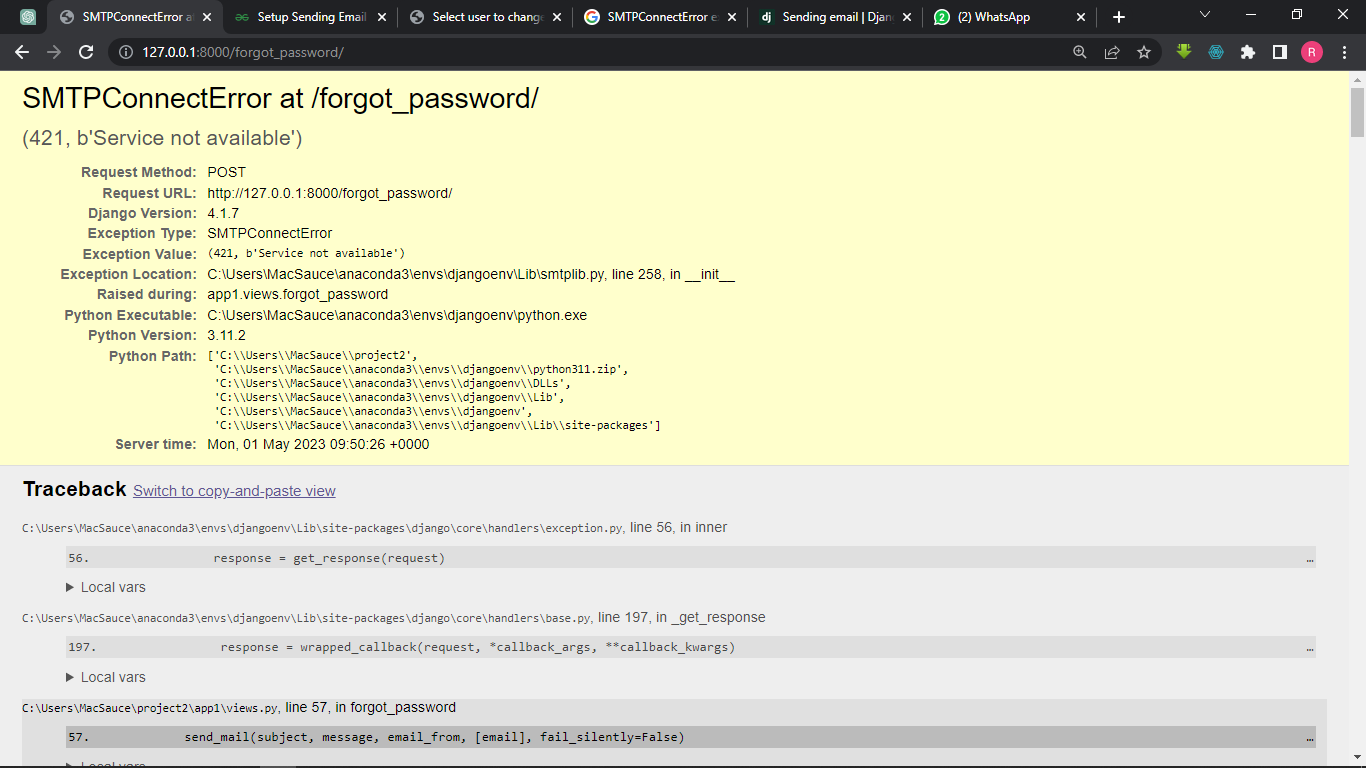 SMTPConnectError at
Setup Sending Email
Select user to change
SMTPConnectError e
dj Sending email | Djan
2 (2) WhatsApp
127.0.0.1:8000/forgot_password/
R
SMTPConnectError at /forgot_password/
(421, b'Service not available')
Request Method: POST
Request URL: http://127.0.0.1:8000/forgot_password/
Django Version: 4.1.7
Exception Type: SMTPConnectError
Exception Value: (421, b'Service not available')
Exception Location: C:\Users\MacSauce\anaconda3\envs\djangoenv\Lib\smtplib.py, line 258, in __init__
Raised during: app1.views.forgot_password
Python Executable: C:\Users\MacSauce\anaconda3\envs\djangoenv\python.exe
Python Version: 3.11.2
Python Path: ['C:\\Users\\MacSauce\\project2',
'C:\\Users\\MacSauce\\anaconda3\\envs\\djangoenv\\python311.zip',
'C:\\Users\\MacSauce\\anaconda3\\envs\\djangoenv\\DLLs',
'C:\\Users\\MacSauce\\anaconda3\\envs\\djangoenv\\Lib',
'C:\\Users\\MacSauce\\anaconda3\\envs\\djangoenv',
'C:\\Users\\MacSauce\\anaconda3\\envs\\djangoenv\\Lib\\site-packages']
Server time: Mon, 01 May 2023 09:50:26 +0000
Traceback Switch to copy-and-paste view
C:\Users\MacSauce\anaconda3\envs\djangoenv\Lib\site-packages\django\core\handlers\exception.py, line 56, in inner
56. response = get_response(request) …
Local vars
C:\Users\MacSauce\anaconda3\envs\djangoenv\Lib\site-packages\django\core\handlers\base.py, line 197, in _get_response
197. response = wrapped_callback(request, *callback_args, **callback_kwargs) …
Local vars
C:\Users\MacSauce\project2\app1\views.py, line 57, in forgot_password
57. send_mail(subject, message, email_from, [email], fail_silently=False) …
Local vars